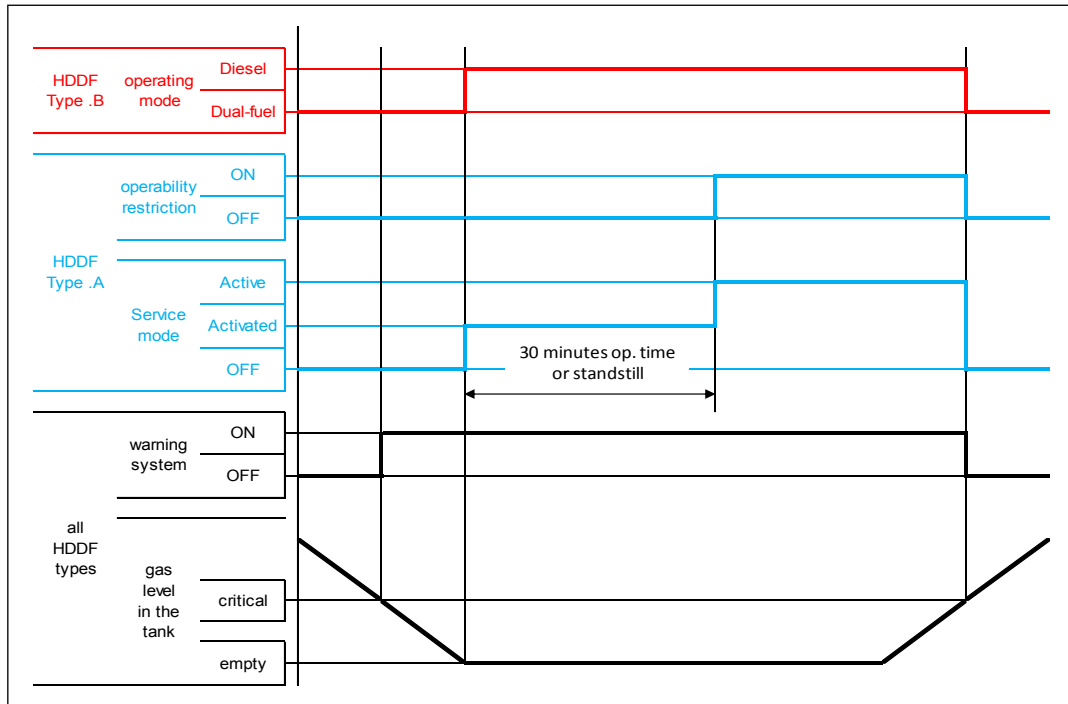 HDDF
Type .B
operating
mode
Diesel
Dual-fuel
HDDF
Type .A
operability
restriction
ON
OFF
Service
mode
Active
Activated
OFF
30 minutes op. time
or standstill
all
HDDF
types
warning
system
ON
OFF
gas
level
in the
tank
critical
empty